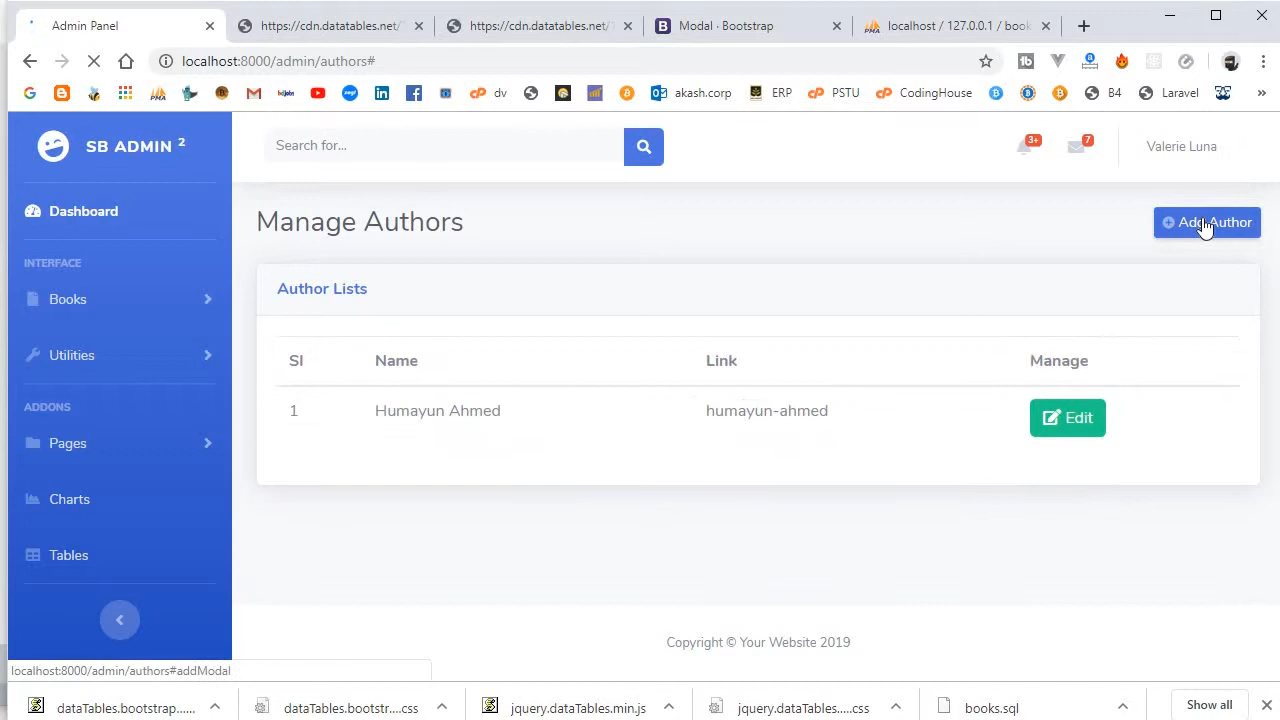 Admin Panel
https://cdn.datatables.net/
https://cdn.datatables.net/1
Modal · Bootstrap
localhost / 127.0.0.1 / book
localhost:8000/admin/authors#
dv
akash.corp
ERP
PSTU
CodingHouse
B4
Laravel
SB ADMIN 2
Search for...
3+
7
Valerie Luna
Dashboard
Manage Authors
Add Author
INTERFACE
Books
Utilities
Author Lists
Sl
Name
Link
Manage
1
Humayun Ahmed
humayun-ahmed
Edit
ADDONS
Pages
Charts
Tables
Copyright © Your Website 2019
localhost:8000/admin/authors#addModal
dataTables.bootstrap......
dataTables.bootstr....css
jquery.dataTables.min.js
jquery.dataTables.....css
books.sql
Show all